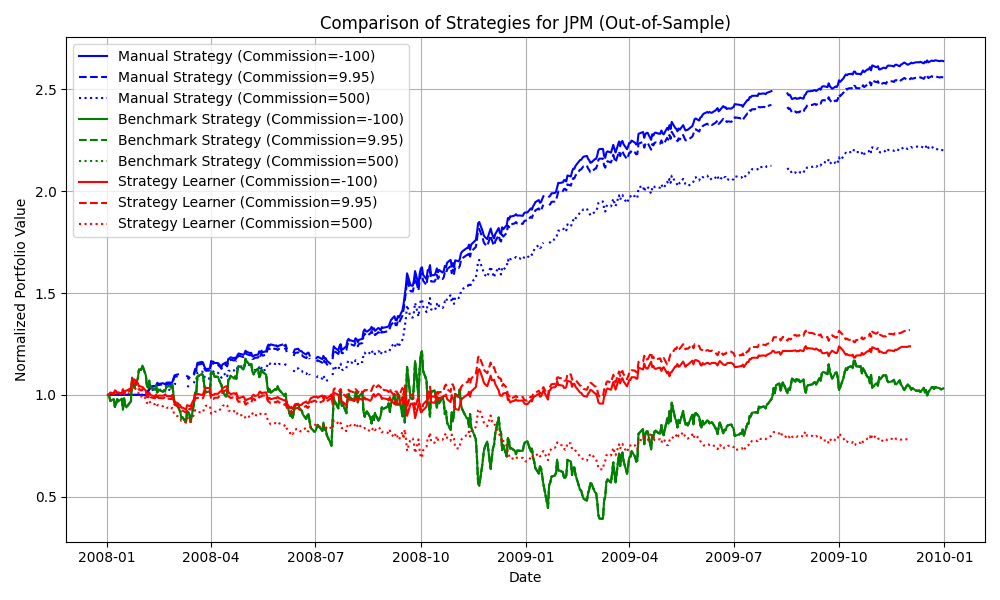 Comparison of Strategies for JPM (Out-of-Sample)
Manual Strategy (Commission=-100)
Manual Strategy (Commission=9.95)
Manual Strategy (Commission=500)
Benchmark Strategy (Commission=-100)
Benchmark Strategy (Commission=9.95)
Benchmark Strategy (Commission=500)
Strategy Learner (Commission=-100)
Strategy Learner (Commission=9.95)
Strategy Learner (Commission=500)
Normalized Portfolio Value
2.5
2.0
1.5
1.0
0.5
2008-01 2008-04 2008-07 2008-10 2009-01 2009-04 2009-07 2009-10 2010-01
Date